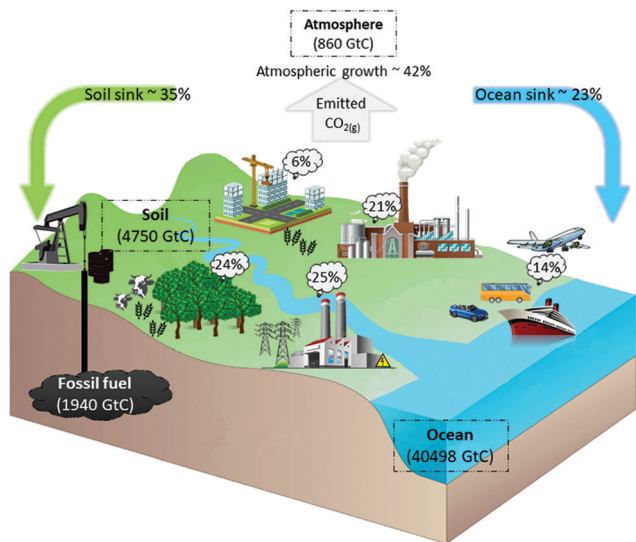 Atmosphere
(860 GtC)
Atmospheric growth ~ 42%
Soil sink ~ 35%
Emitted
CO2(g)
Ocean sink ~ 23%
6%
21%
Soil
(4750 GtC)
24%
25%
14%
Fossil fuel
(1940 GtC)
Ocean
(40498 GtC)